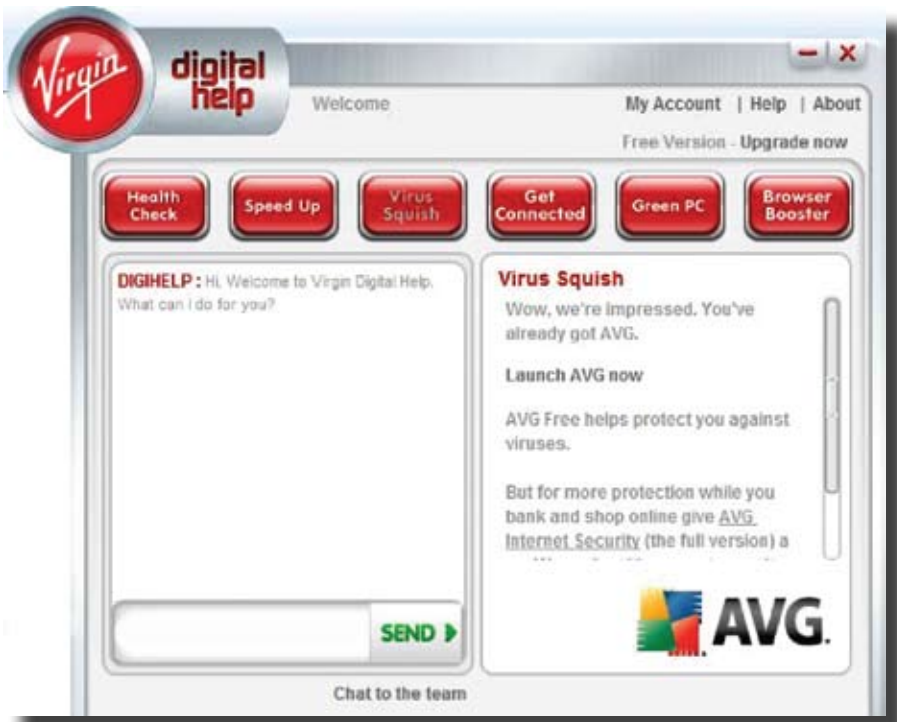 Virgin
digital
help
Welcome
My Account | Help | About
Free Version - Upgrade now
Health
Check
Speed Up
Virus
Squish
Get
Connected
Green PC
Browser
Booster
DIGIHELP : Hi, Welcome to Virgin Digital Help.
What can I do for you?
SEND
Chat to the team
Virus Squish
Wow, we're impressed. You've
already got AVG.
Launch AVG now
AVG Free helps protect you against
viruses.
But for more protection while you
bank and shop online give AVG
Internet Security (the full version) a
AVG.